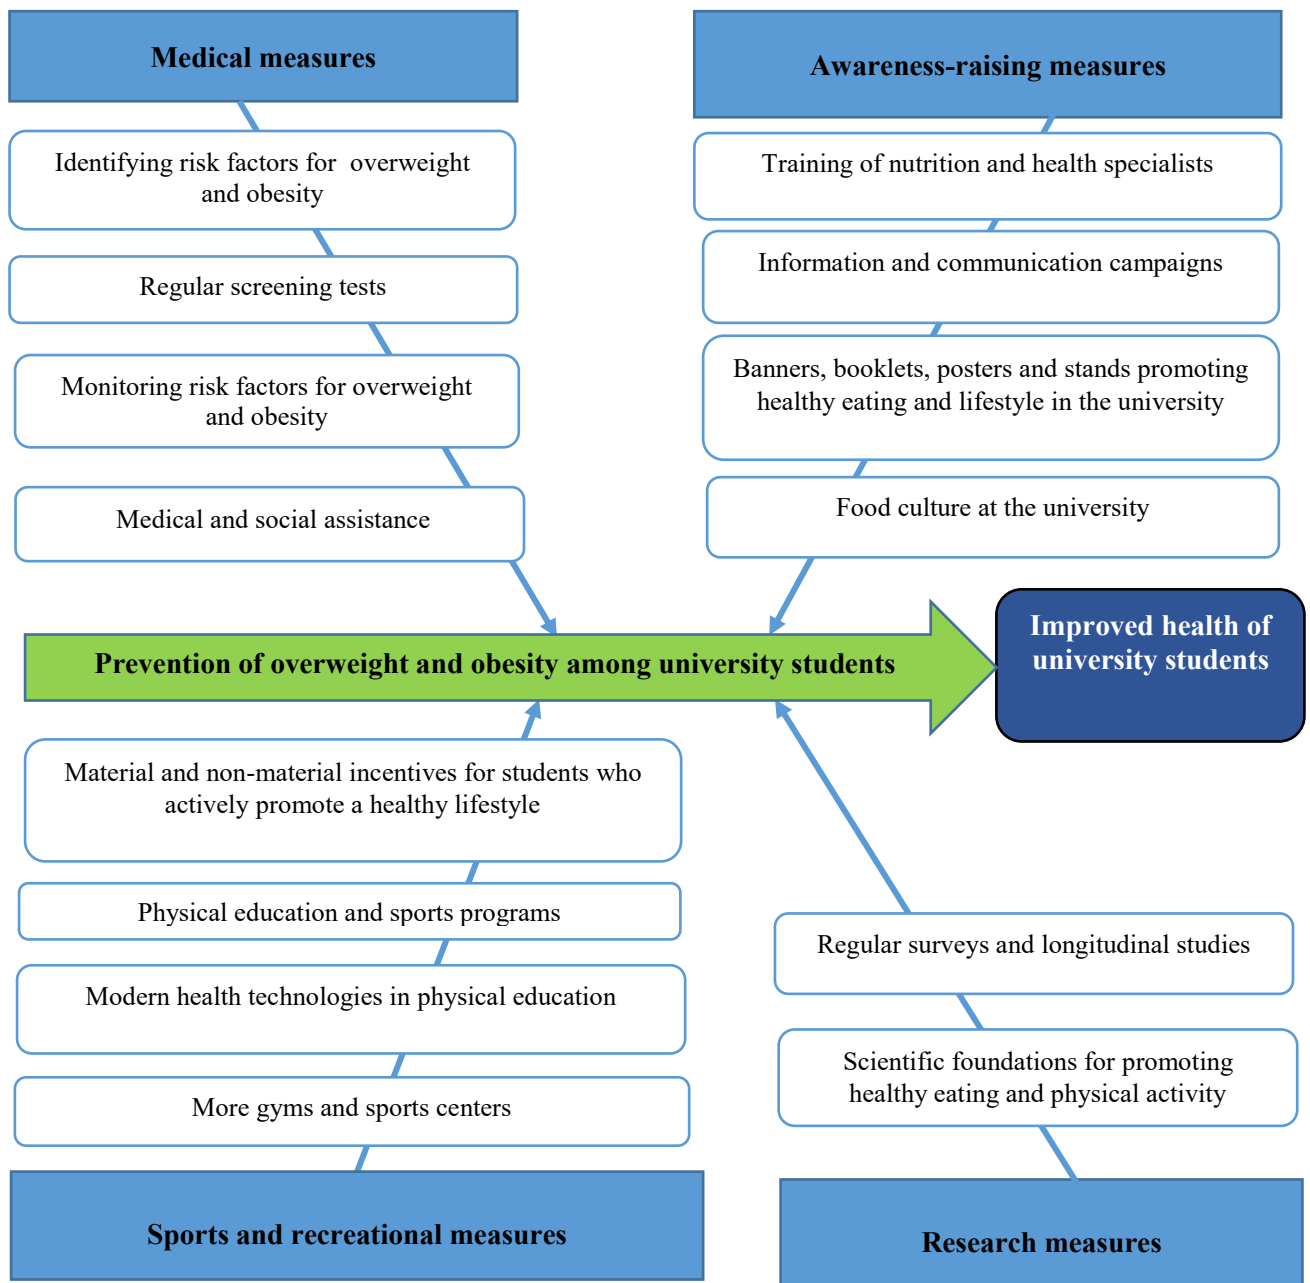 Medical measures
Identifying risk factors for overweight
and obesity
Regular screening tests
Monitoring risk factors for overweight
and obesity
Medical and social assistance
Awareness-raising measures
Training of nutrition and health specialists
Information and communication campaigns
Banners, booklets, posters and stands promoting
healthy eating and lifestyle in the university
Food culture at the university
Prevention of overweight and obesity among university students
Improved health of
university students
Material and non-material incentives for students who
actively promote a healthy lifestyle
Physical education and sports programs
Modern health technologies in physical education
More gyms and sports centers
Sports and recreational measures
Regular surveys and longitudinal studies
Scientific foundations for promoting
healthy eating and physical activity
Research measures